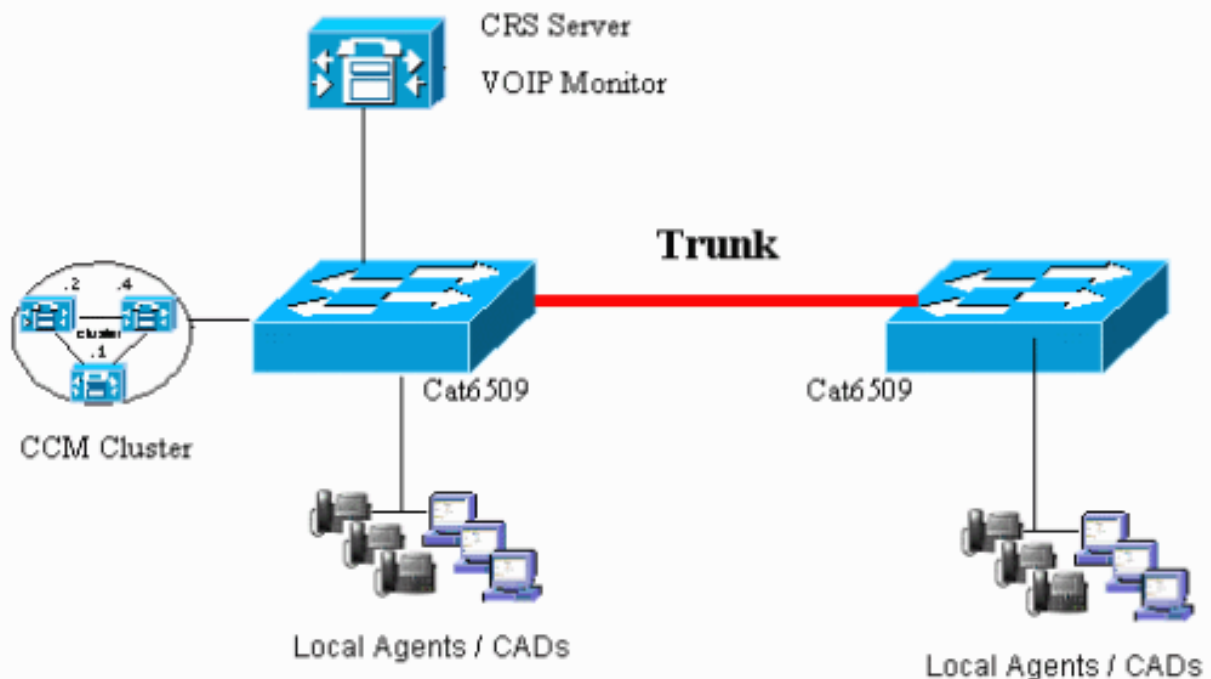 CRS Server
VOIP Monitor
Trunk
.2 .4
cluster
.1
Cat6509
Cat6509
CCM Cluster
Local Agents / CADs
Local Agents / CADs